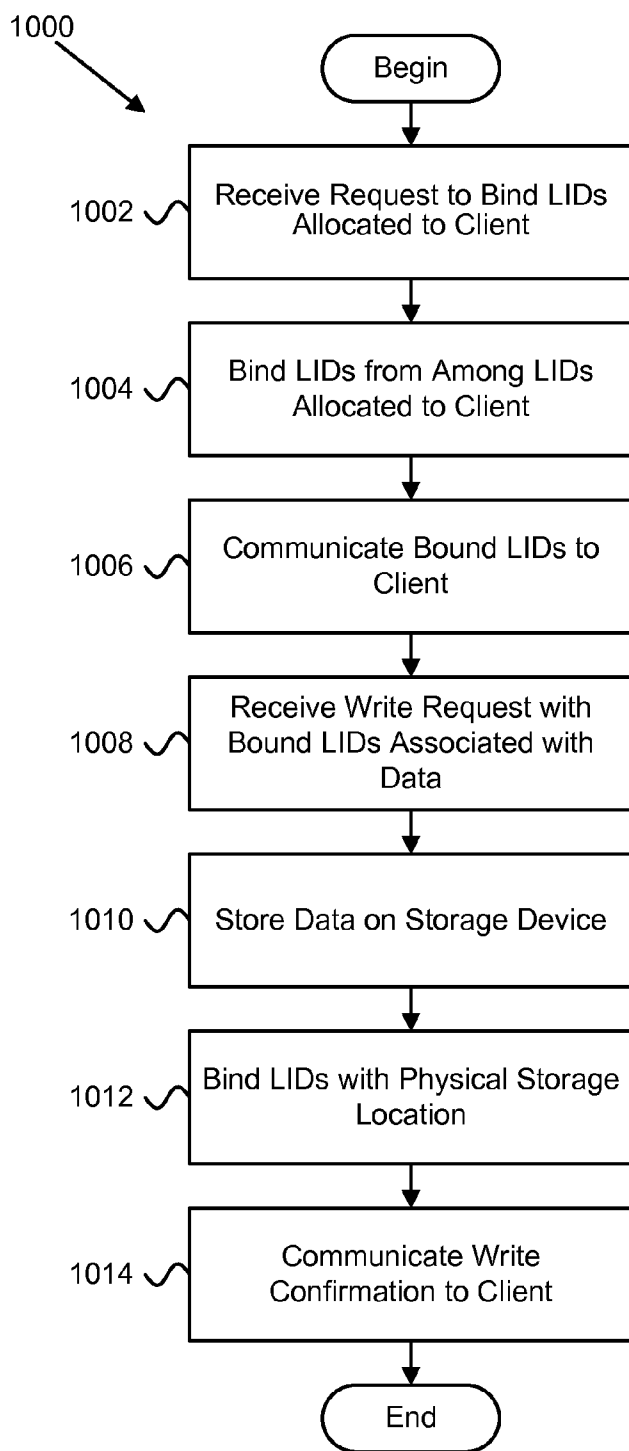 1000
Begin
1002
Receive Request to Bind LIDs
Allocated to Client
1004
Bind LIDs from Among LIDs
Allocated to Client
1006
Communicate Bound LIDs to
Client
1008
Receive Write Request with
Bound LIDs Associated with
Data
1010
Store Data on Storage Device
1012
Bind LIDs with Physical Storage
Location
1014
Communicate Write
Confirmation to Client
End